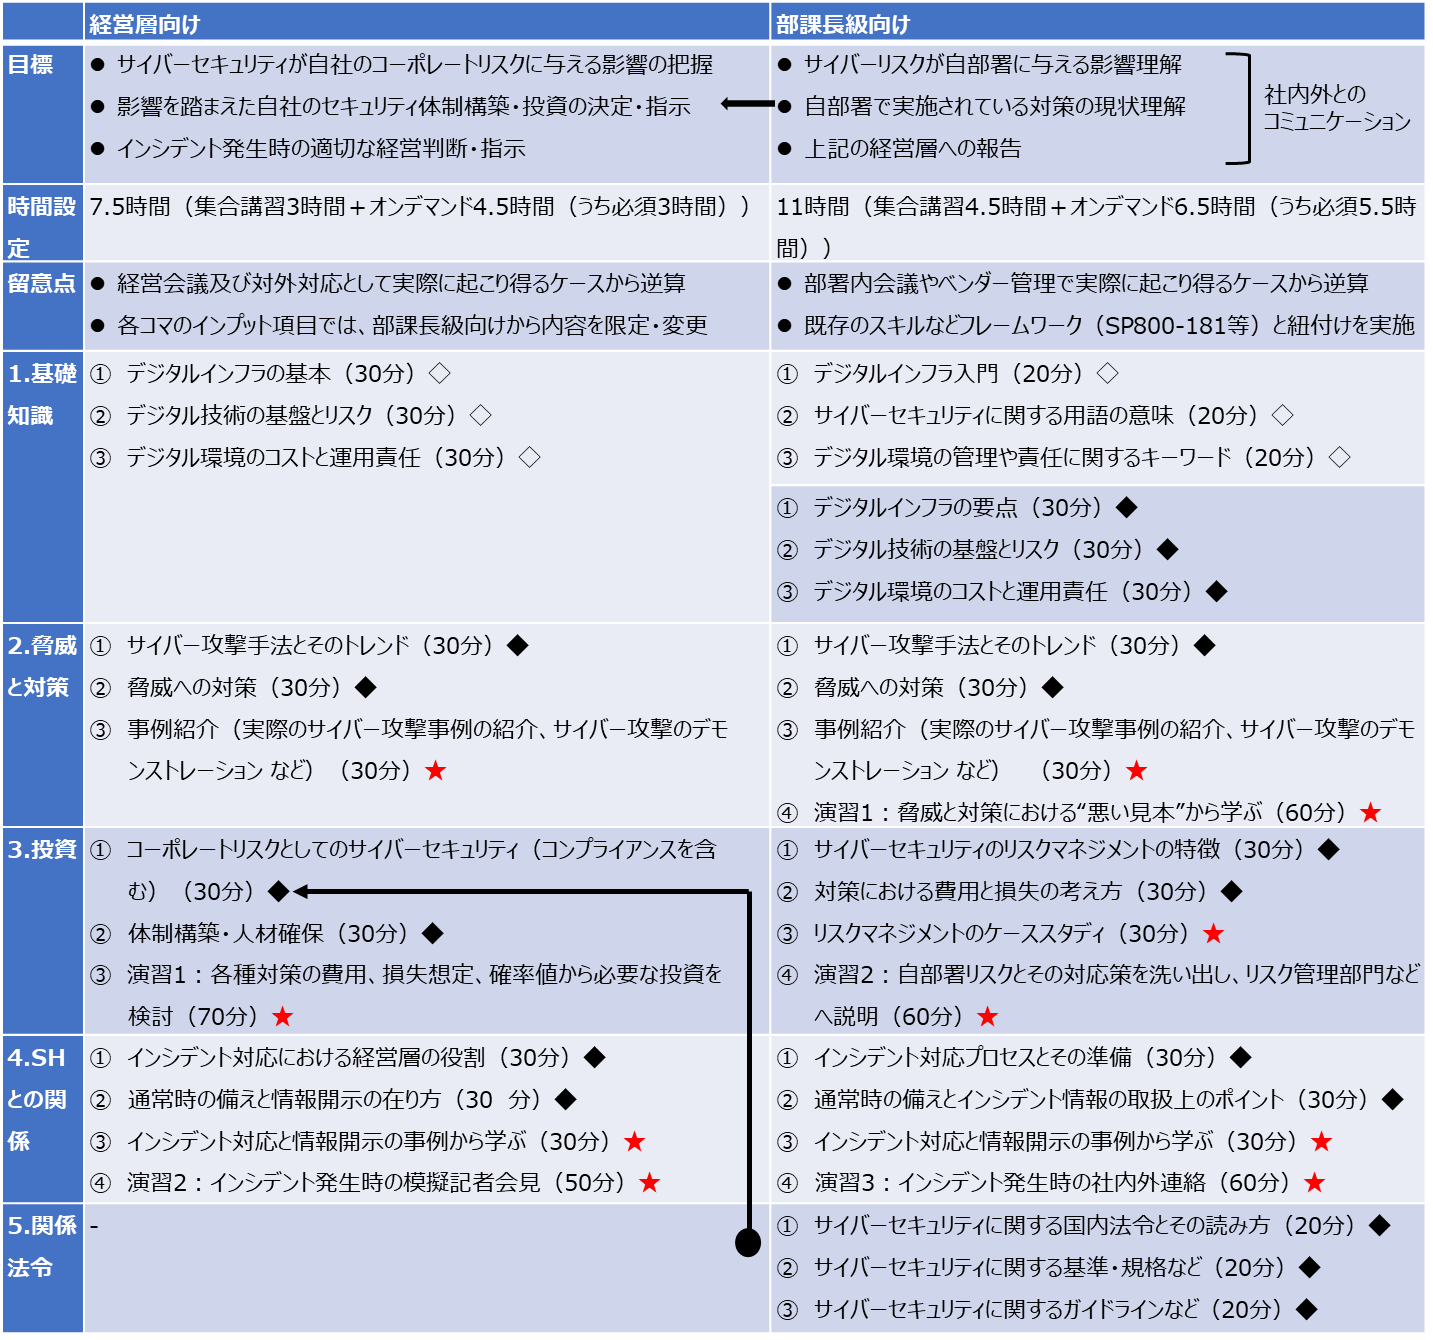 経営層向け
部課長級向け
目標
● サイバーセキュリティが自社のコーポレートリスクに与える影響の把握
● 影響を踏まえた自社のセキュリティ体制構築・投資の決定・指示
● インシデント発生時の適切な経営判断・指示
● サイバーリスクが自部署に与える影響理解
● 自部署で実施されている対策の現状理解
● 上記の経営層への報告
社内外との
コミュニケーション
時間設
定
7.5時間（集合講習3時間＋オンデマンド4.5時間（うち必須3時間））
11時間（集合講習4.5時間＋オンデマンド6.5時間（うち必須5.5時
間））
留意点
● 経営会議及び対外対応として実際に起こり得るケースから逆算
● 各コマのインプット項目では、部課長級向けから内容を限定・変更
● 部署内会議やベンダー管理で実際に起こり得るケースから逆算
● 既存のスキルなどフレームワーク（SP800-181等）と紐付けを実施
1.基礎
知識
① デジタルインフラの基本（30分）◇
② デジタル技術の基盤とリスク（30分）◇
③ デジタル環境のコストと運用責任（30分）◇
① デジタルインフラ入門（20分）◇
② サイバーセキュリティに関する用語の意味（20分）◇
③ デジタル環境の管理や責任に関するキーワード（20分）◇
① デジタルインフラの要点（30分）◆
② デジタル技術の基盤とリスク（30分）◆
③ デジタル環境のコストと運用責任（30分）◆
2.脅威
と対策
① サイバー攻撃手法とそのトレンド（30分）◆
② 脅威への対策（30分）◆
③ 事例紹介（実際のサイバー攻撃事例の紹介、サイバー攻撃のデモ
ンストレーション など）（30分）★
① サイバー攻撃手法とそのトレンド（30分）◆
② 脅威への対策（30分）◆
③ 事例紹介（実際のサイバー攻撃事例の紹介、サイバー攻撃のデモ
ンストレーション など） （30分）★
④ 演習1：脅威と対策における“悪い見本”から学ぶ（60分）★
3.投資
① コーポレートリスクとしてのサイバーセキュリティ（コンプライアンスを含
む）（30分）◆
② 体制構築・人材確保（30分）◆
③ 演習1：各種対策の費用、損失想定、確率値から必要な投資を
検討（70分）★
① サイバーセキュリティのリスクマネジメントの特徴（30分）◆
② 対策における費用と損失の考え方（30分）◆
③ リスクマネジメントのケーススタディ（30分）★
④ 演習2：自部署リスクとその対応策を洗い出し、リスク管理部門など
へ説明（60分）★
4.SH
との関
係
① インシデント対応における経営層の役割（30分）◆
② 通常時の備えと情報開示の在り方（30 分）◆
③ インシデント対応と情報開示の事例から学ぶ（30分）★
④ 演習2：インシデント発生時の模擬記者会見（50分）★
① インシデント対応プロセスとその準備（30分）◆
② 通常時の備えとインシデント情報の取扱上のポイント（30分）◆
③ インシデント対応と情報開示の事例から学ぶ（30分）★
④ 演習3：インシデント発生時の社内外連絡（60分）★
5.関係
法令
-
① サイバーセキュリティに関する国内法令とその読み方（20分）◆
② サイバーセキュリティに関する基準・規格など（20分）◆
③ サイバーセキュリティに関するガイドラインなど（20分）◆